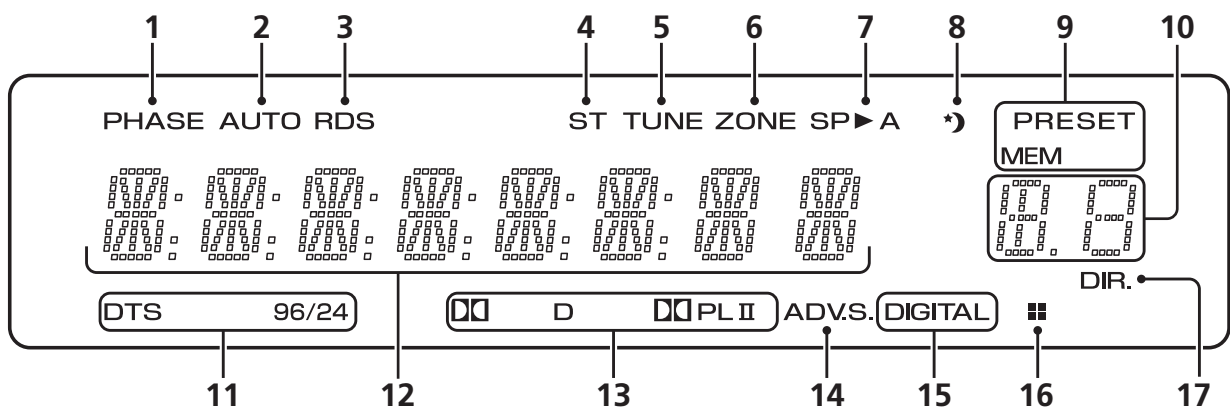 1 2 3 4 5 6 7 8 9 10
PHASE AUTO RDS ST TUNE ZONE SP►A PRESET
MEM
DIR.
DTS 96/24 D PL II ADV.S. DIGITAL
11 12 13 14 15 16 17